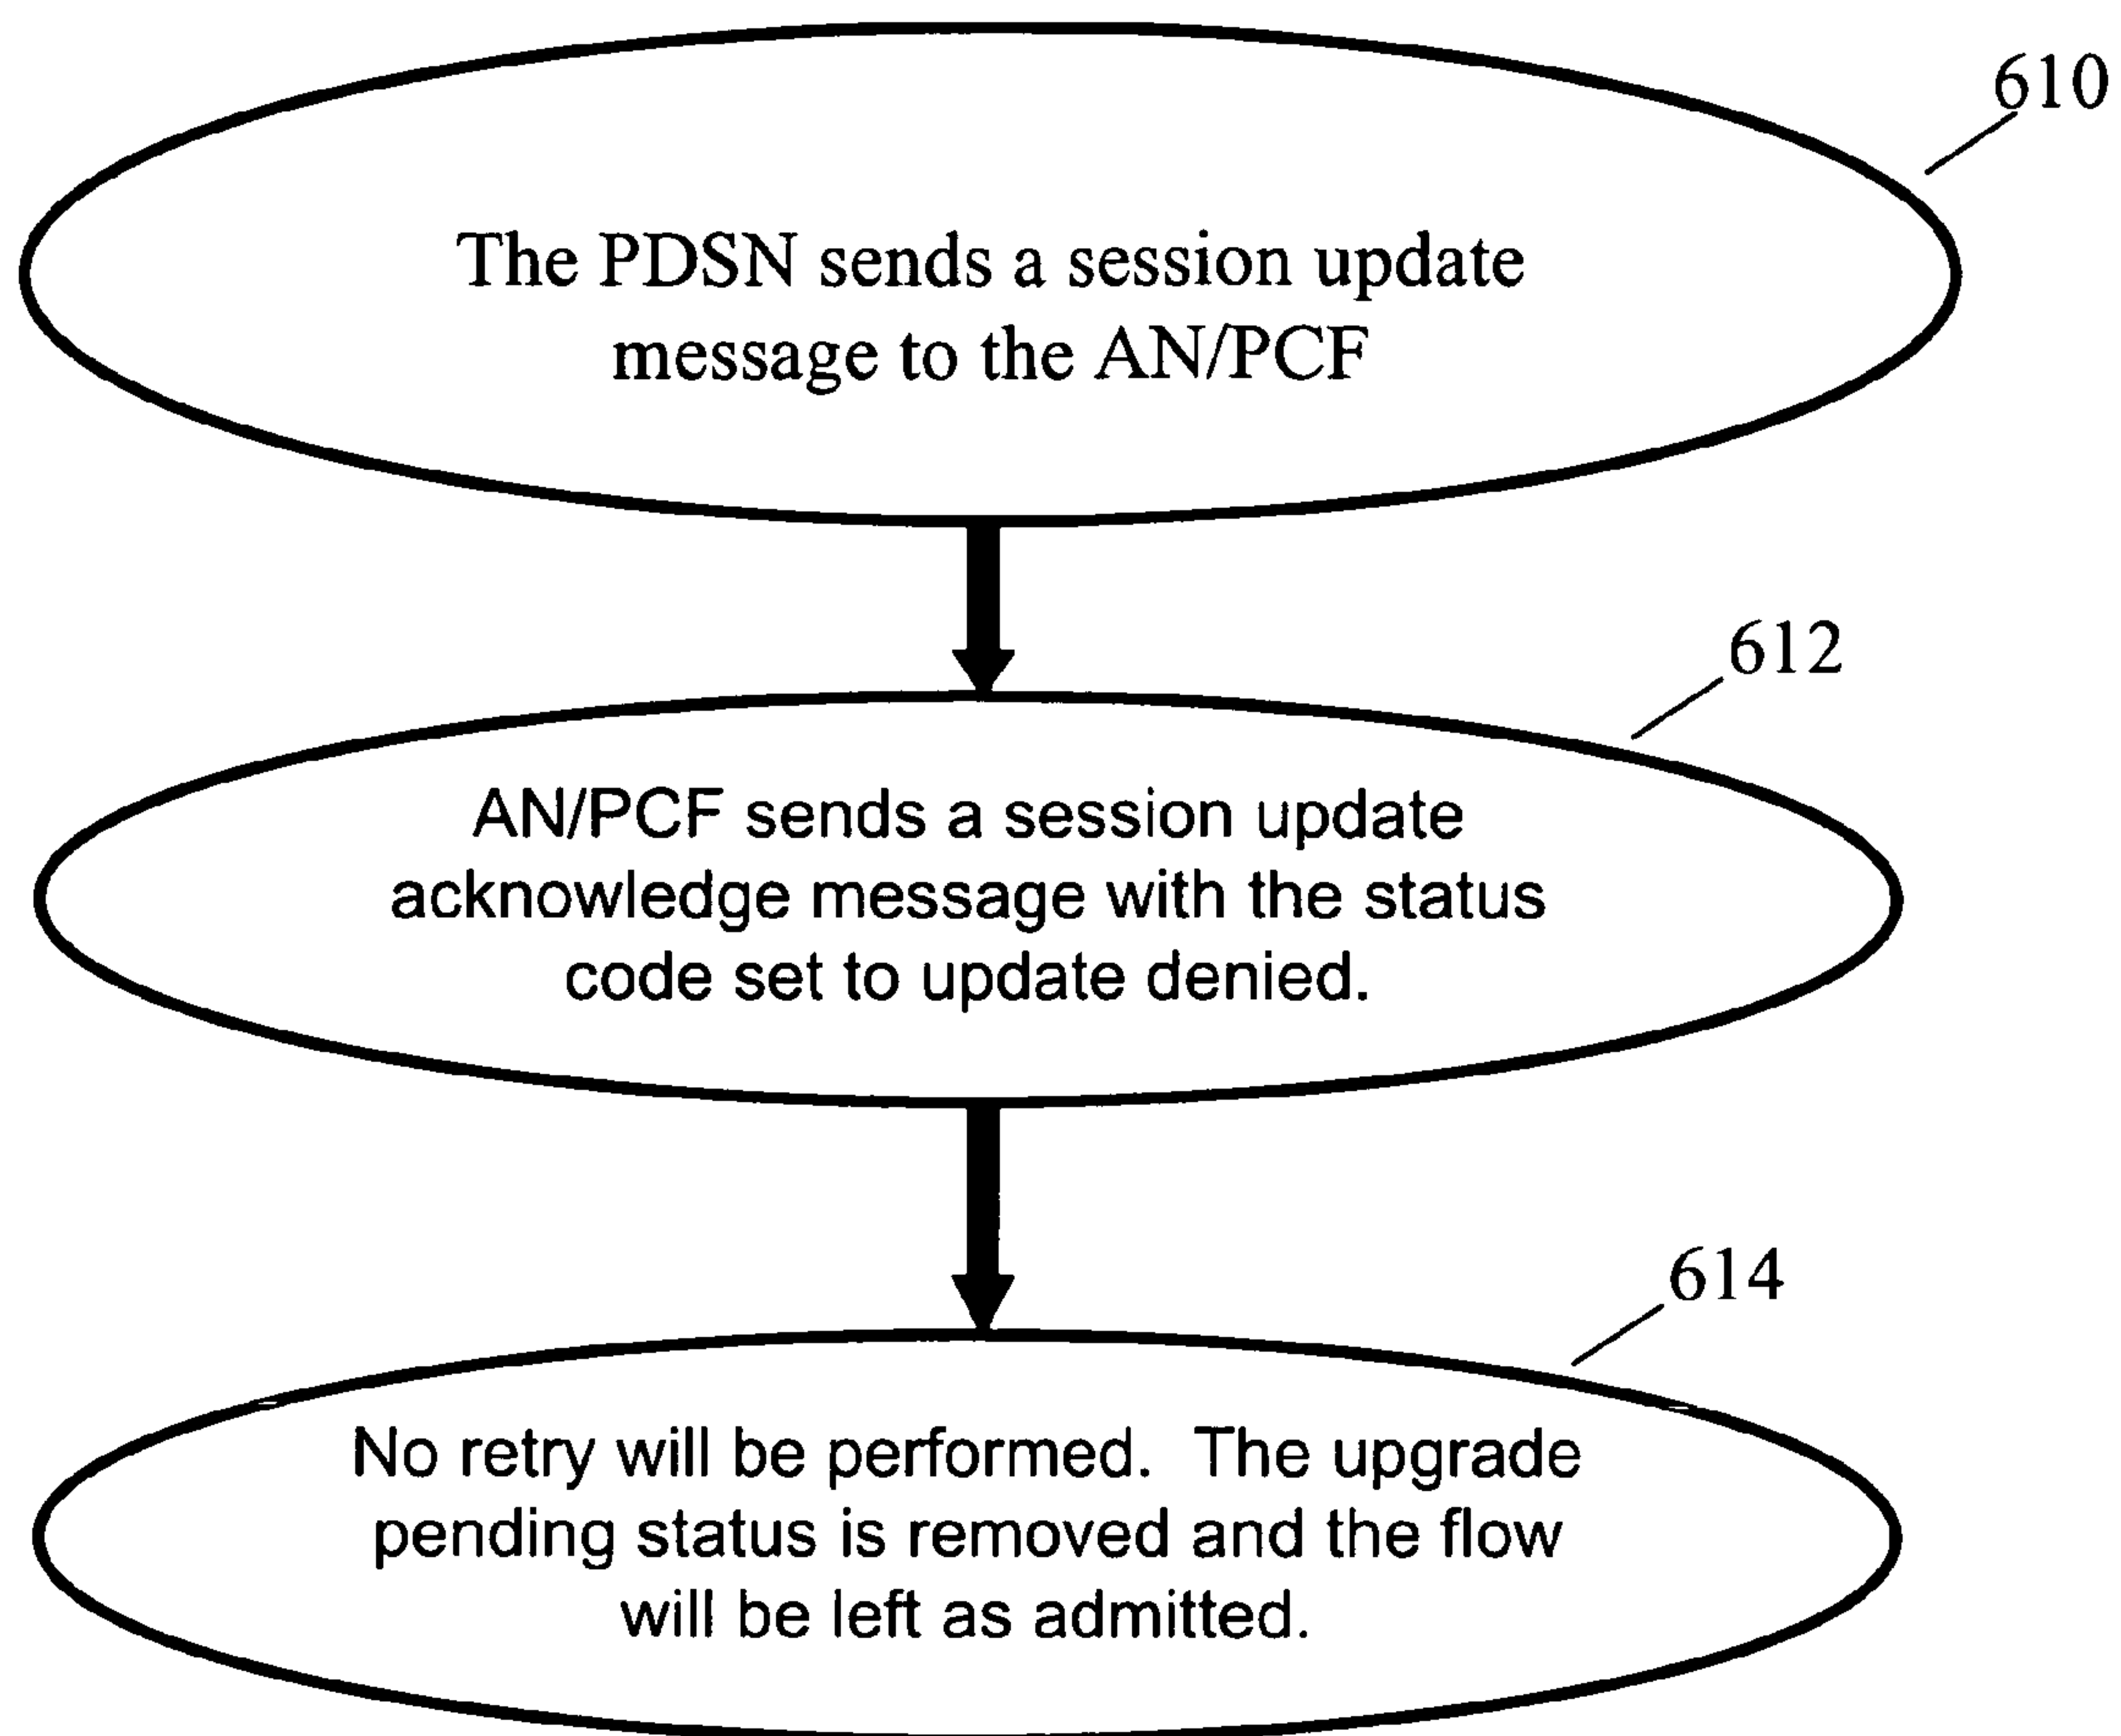 610
The PDSN sends a session update
message to the AN/PCF
612
AN/PCF sends a session update
acknowledge message with the status
code set to update denied.
614
No retry will be performed. The upgrade
pending status is removed and the flow
will be left as admitted.